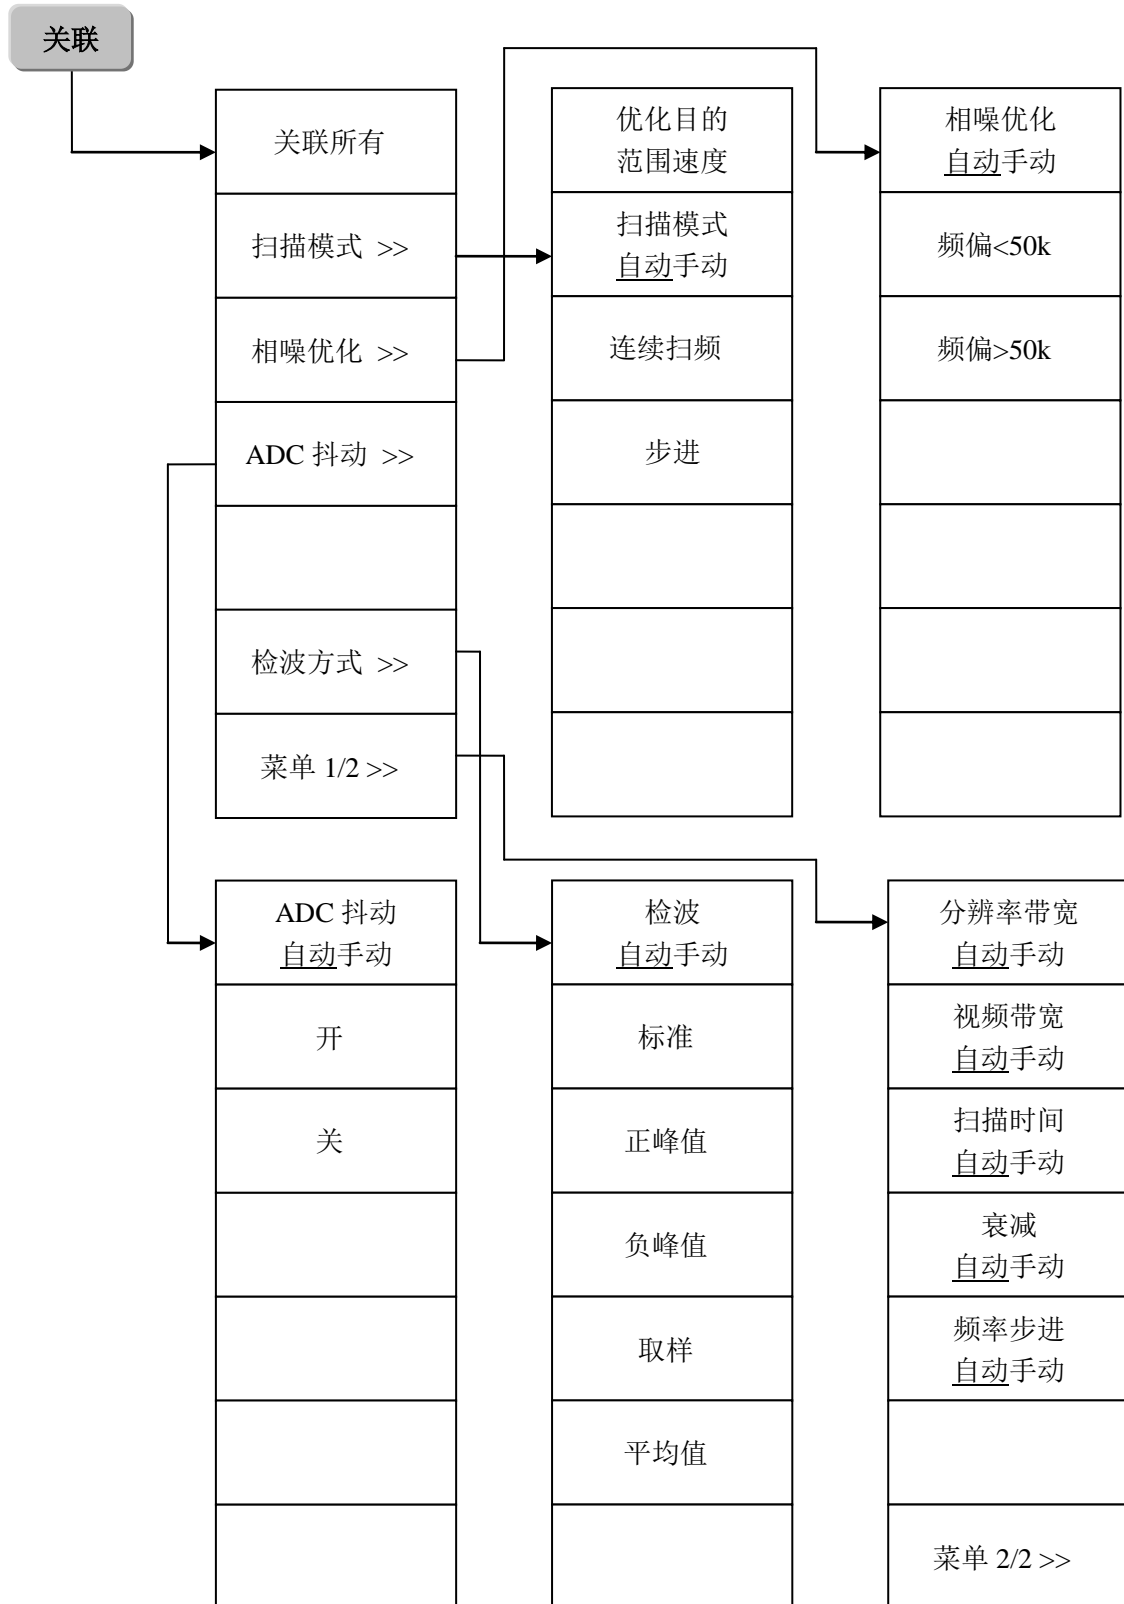 关联
关联所有
扫描模式 >>
相噪优化 >>
ADC 抖动 >>
检波方式 >>
菜单 1/2 >>
优化目的
范围速度
扫描模式
自动手动
连续扫频
步进
相噪优化
自动手动
频偏<50k
频偏>50k
ADC 抖动
自动手动
开
关
检波
自动手动
标准
正峰值
负峰值
取样
平均值
分辨率带宽
自动手动
视频带宽
自动手动
扫描时间
自动手动
衰减
自动手动
频率步进
自动手动
菜单 2/2 >>